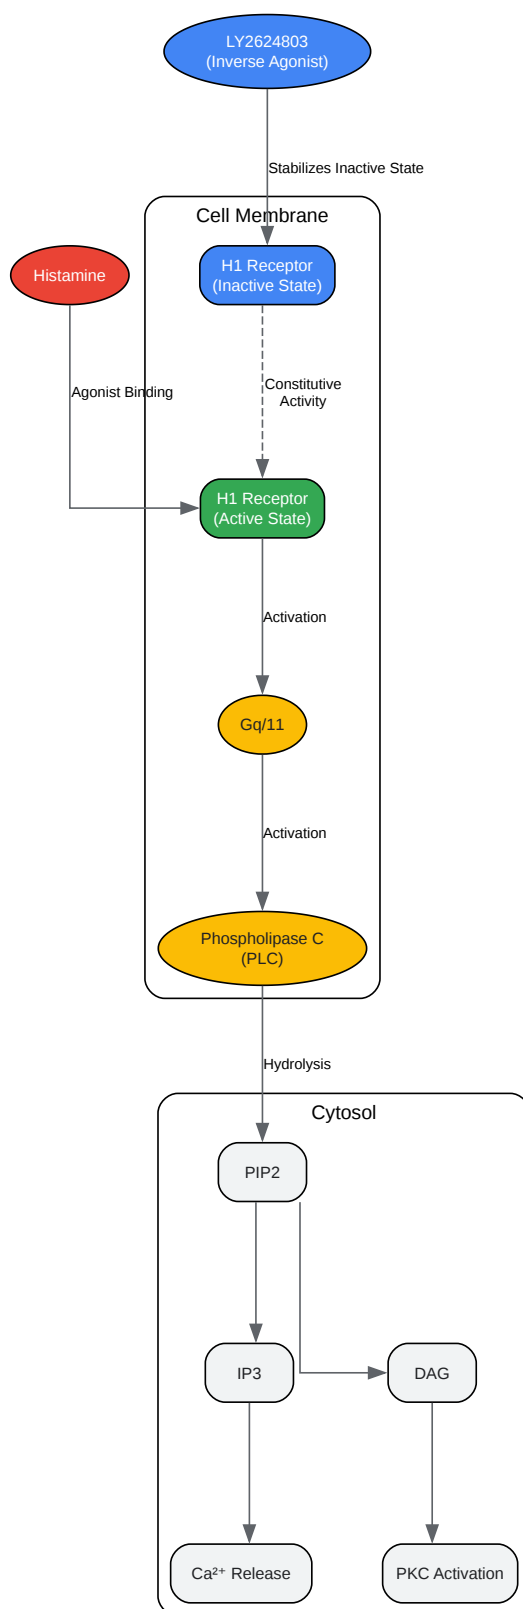 LY2624803
(Inverse Agonist)
Stabilizes Inactive State
Cell Membrane
Histamine
H1 Receptor
(Inactive State)
Agonist Binding
Constitutive
Activity
H1 Receptor
(Active State)
Activation
Gq/11
Activation
Phospholipase C
(PLC)
Hydrolysis
Cytosol
PIP2
IP3
DAG
Ca²⁺ Release
PKC Activation